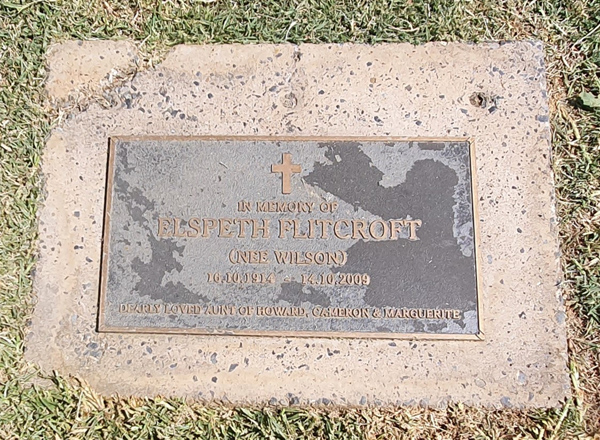 IN MEMORY OF
ELSPETH FLITCROFT
(NEE WILSON)
16.10.1914 – 14.10.2009
DEARLY LOVED AUNT OF HOWARD, CAMERON & MARGUERITE